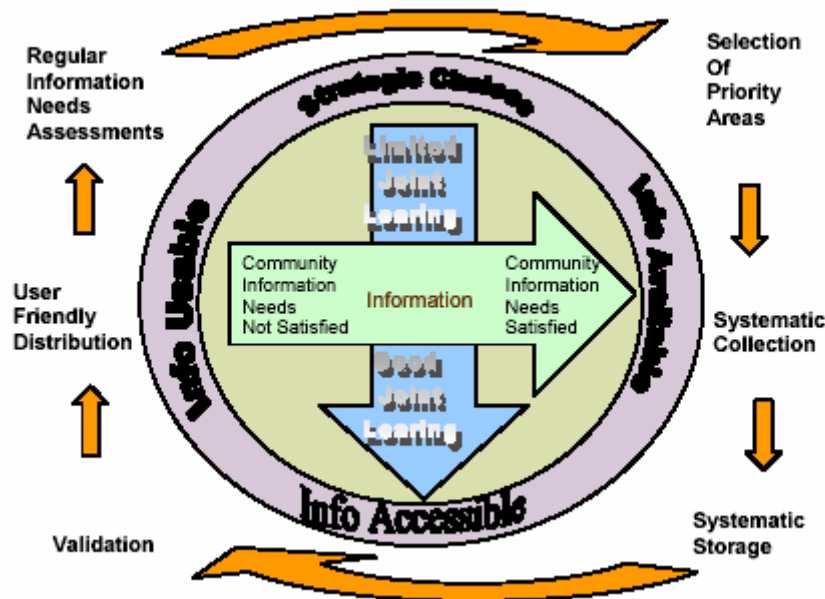 Regular
Information
Needs
Assessments
Selection
Of
Priority
Areas
Strategic Choices
Limited
Joint
Learing
Info Usable
Info Available
Community
Information
Needs
Not Satisfied
Information
Community
Information
Needs
Satisfied
User
Friendly
Distribution
Systematic
Collection
Good
Joint
Learing
Info Accessible
Validation
Systematic
Storage